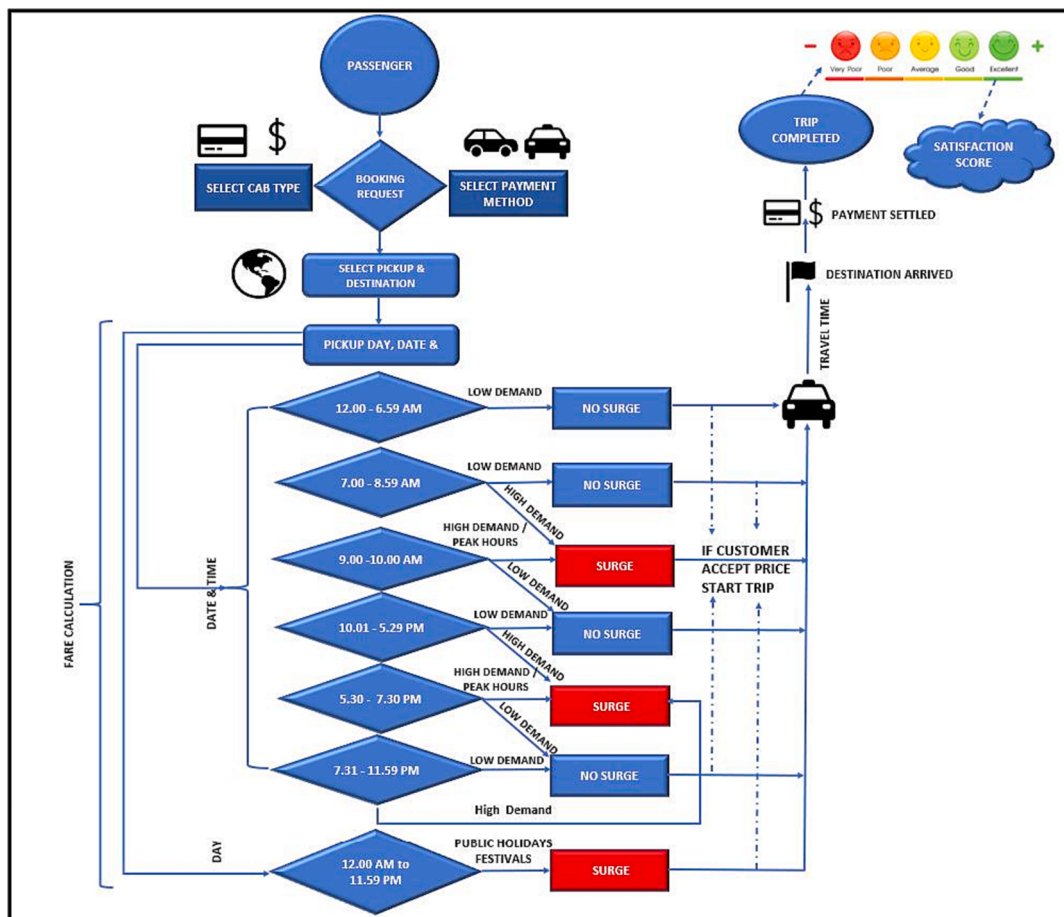 PASSENGER
SELECT CAB TYPE
BOOKING
REQUEST
SELECT PAYMENT
METHOD
SELECT PICKUP &
DESTINATION
PICKUP DAY, DATE &
FARE CALCULATION
DATE & TIME
DAY
12.00 - 6.59 AM
LOW DEMAND
NO SURGE
7.00 - 8.59 AM
LOW DEMAND
NO SURGE
HIGH DEMAND
HIGH DEMAND /
PEAK HOURS
9.00 -10.00 AM
SURGE
LOW DEMAND
10.01 - 5.29 PM
LOW DEMAND
NO SURGE
HIGH DEMAND
HIGH DEMAND /
PEAK HOURS
5.30 - 7.30 PM
SURGE
LOW DEMAND
7.31 - 11.59 PM
LOW DEMAND
NO SURGE
High Demand
12.00 AM to
11.59 PM
PUBLIC HOLIDAYS
FESTIVALS
SURGE
IF CUSTOMER
ACCEPT PRICE
START TRIP
TRAVEL TIME
DESTINATION ARRIVED
$ PAYMENT SETTLED
TRIP
COMPLETED
- +
Very Poor Poor Average Good Excellent
SATISFACTION
SCORE
$